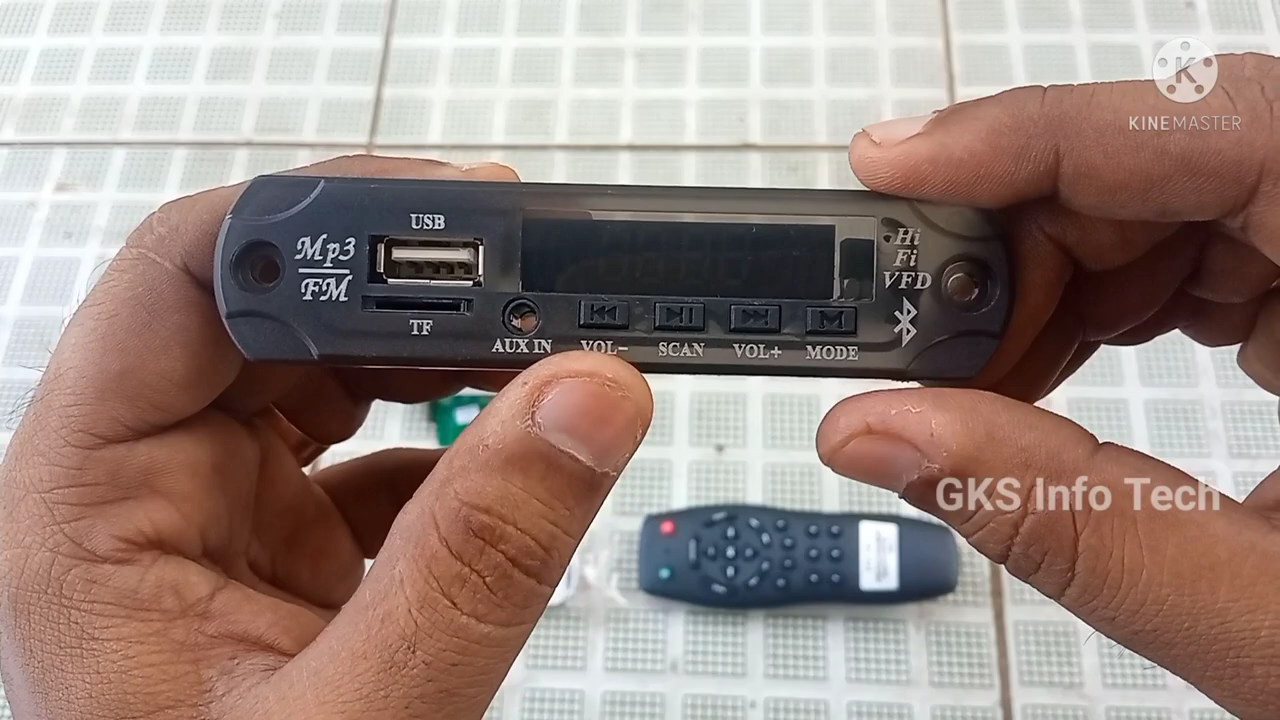 K
KINEMASTER
USB
Mp3
FM
TF
AUX IN
VOL-
SCAN
VOL+
M
MODE
Hi
Fi
VFD
GKS Info Tech